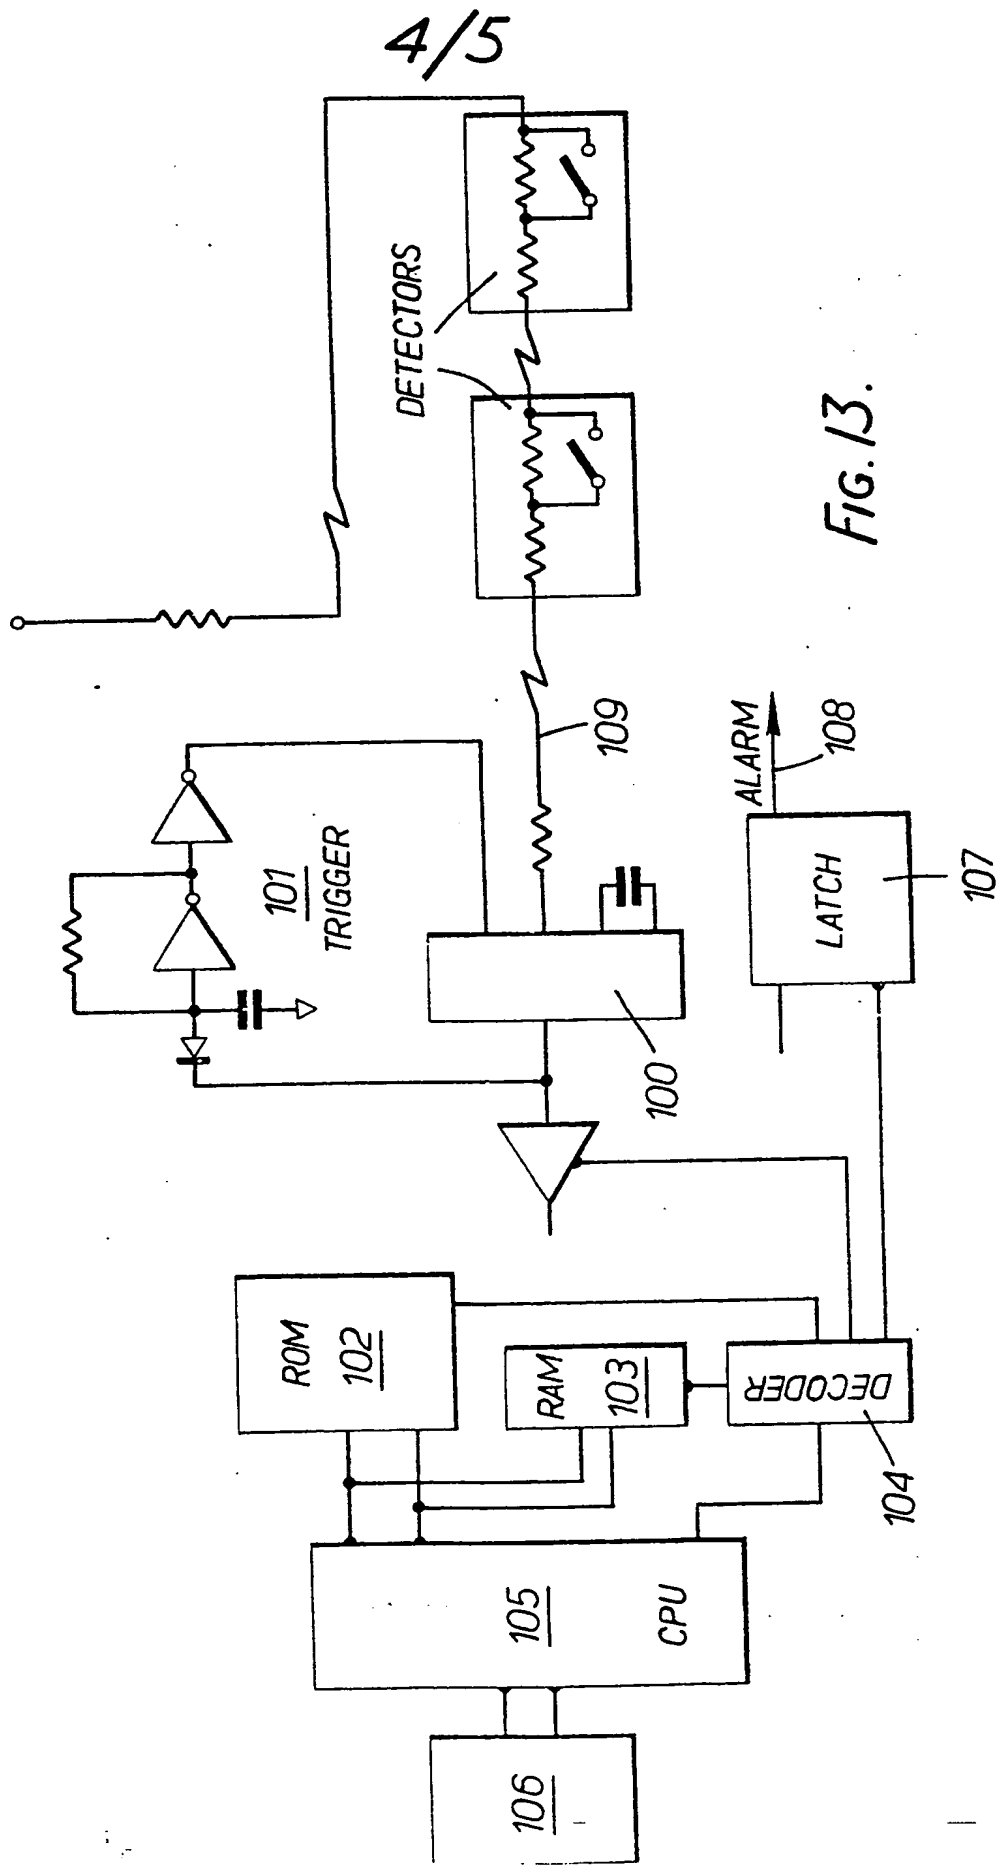 4/5
DETECTORS
101
TRIGGER
109
FIG. 13.
ALARM
108
LATCH
107
100
ROM
102
RAM
103
DECODER
104
105
CPU
106